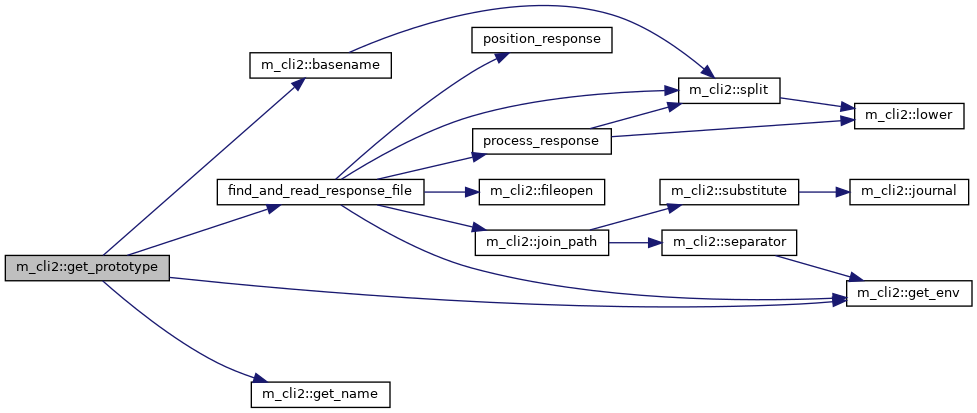 position_response
m_cli2::basename
m_cli2::split
m_cli2::lower
process_response
find_and_read_response_file
m_cli2::fileopen
m_cli2::substitute
m_cli2::journal
m_cli2::join_path
m_cli2::separator
m_cli2::get_prototype
m_cli2::get_env
m_cli2::get_name